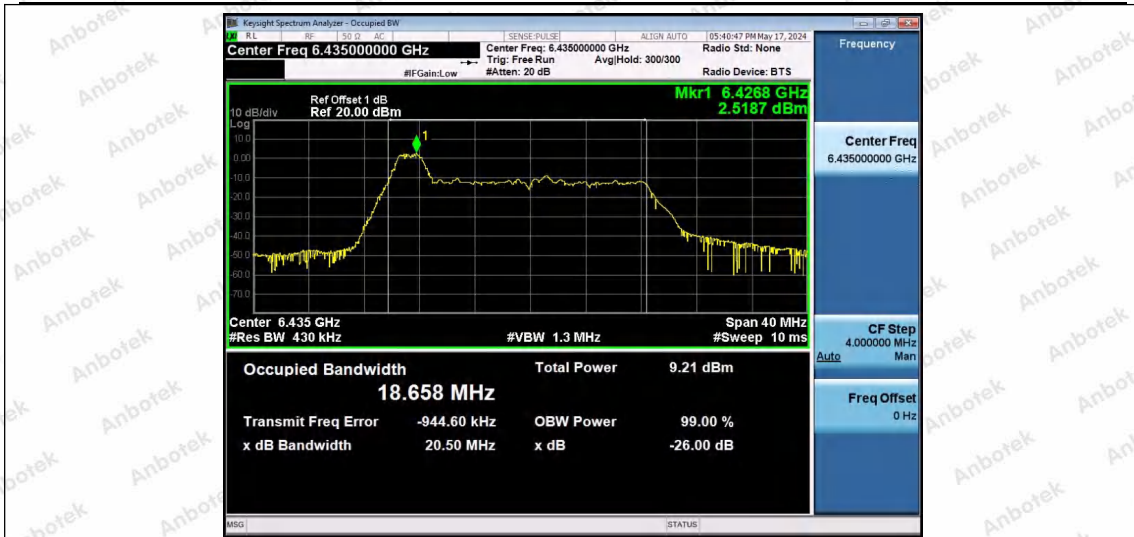 Keysight Spectrum Analyzer - Occupied BW
RL RF 50 Ω AC SENSE:PULSE ALIGN AUTO 05:40:47 PM May 17, 2024
Center Freq 6.435000000 GHz
Center Freq: 6.435000000 GHz
Radio Std: None
Trig: Free Run Avg|Hold: 300/300
#IFGain:Low #Atten: 20 dB Radio Device: BTS
Frequency
Mkr1 6.4268 GHz
2.5187 dBm
Ref Offset 1 dB
10 dB/div Ref 20.00 dBm
Log
10.0
0.00
-10.0
-20.0
-30.0
-40.0
-50.0
-60.0
-70.0
1
Center 6.435 GHz Span 40 MHz
#Res BW 430 kHz #VBW 1.3 MHz #Sweep 10 ms
Center Freq
6.435000000 GHz
CF Step
4.000000 MHz
Auto Man
Freq Offset
0 Hz
Occupied Bandwidth Total Power 9.21 dBm
18.658 MHz
Transmit Freq Error -944.60 kHz OBW Power 99.00 %
x dB Bandwidth 20.50 MHz x dB -26.00 dB
MSG STATUS
Anbotek